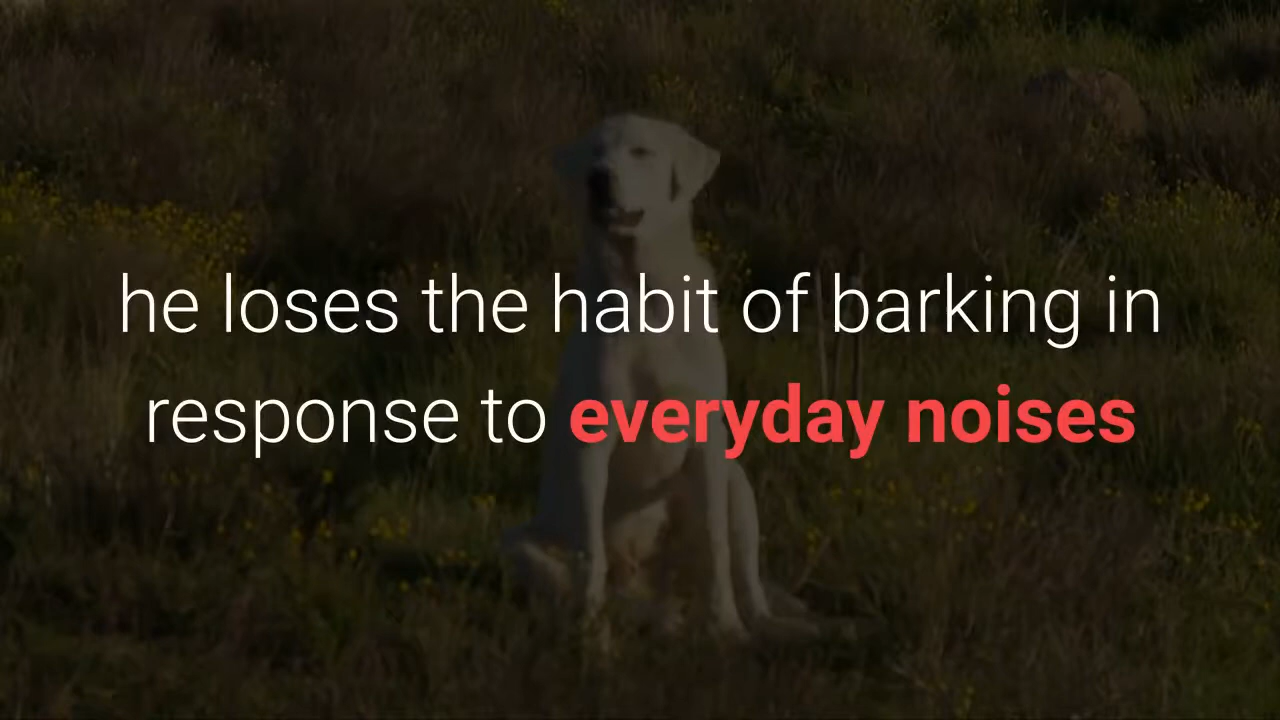 he loses the habit of barking in
response to everyday noises